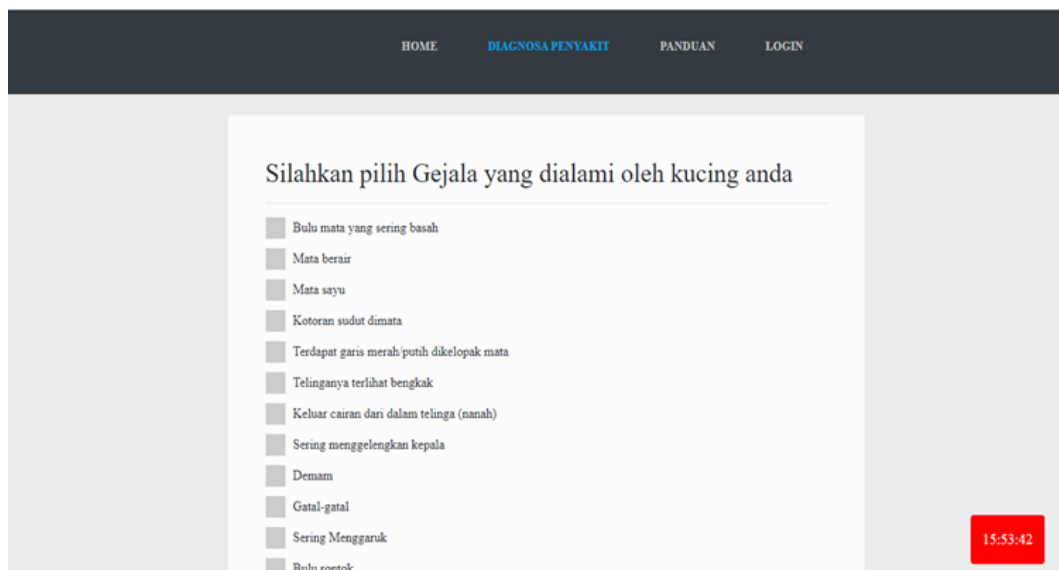 HOME DIAGNOSA PENYAKIT PANDUAN LOGIN
Silahkan pilih Gejala yang dialami oleh kucing anda
Bulu mata yang sering basah
Mata berair
Mata sayu
Kotoran sudut dimata
Terdapat garis merah/putih dikelopak mata
Telinganya terlihat bengkak
Keluar cairan dari dalam telinga (nanah)
Sering menggelengkan kepala
Demam
Gatal-gatal
Sering Menggaruk
Bulu rontok
15:53:42